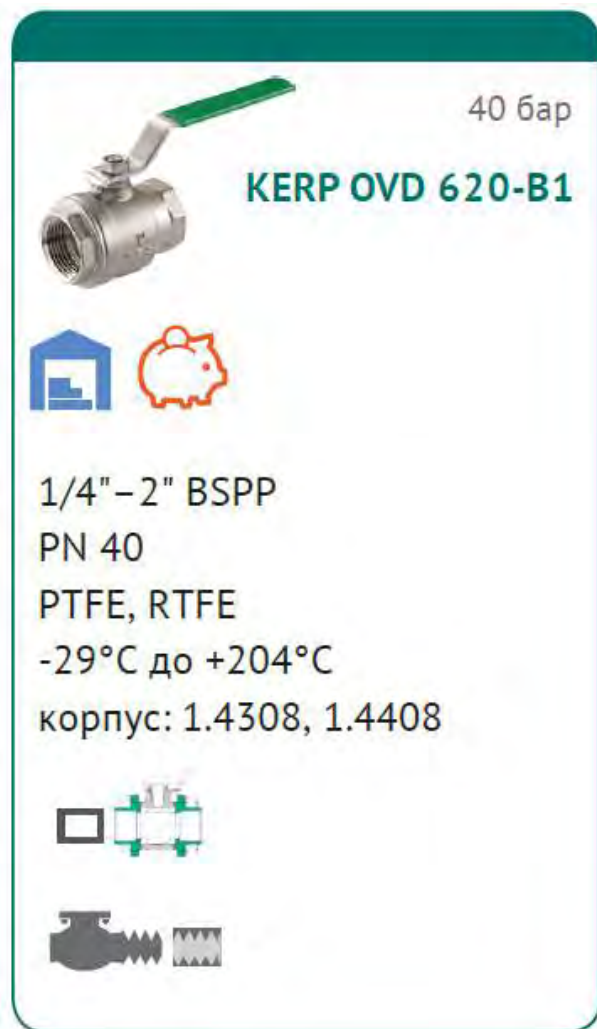 40 бар
KERP OVD 620-B1
1/4"–2" BSPP
PN 40
PTFE, RTFE
-29°C до +204°C
корпус: 1.4308, 1.4408